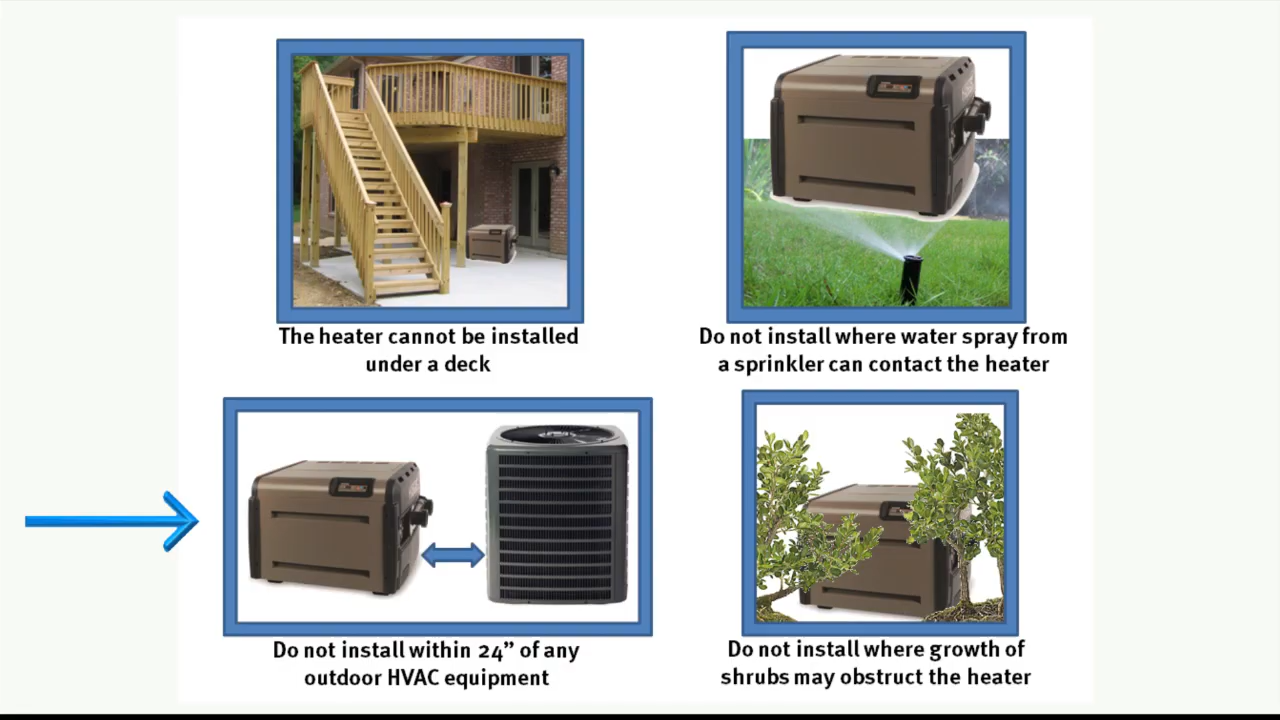 The heater cannot be installed
under a deck
Do not install where water spray from
a sprinkler can contact the heater
Do not install within 24” of any
outdoor HVAC equipment
Do not install where growth of
shrubs may obstruct the heater